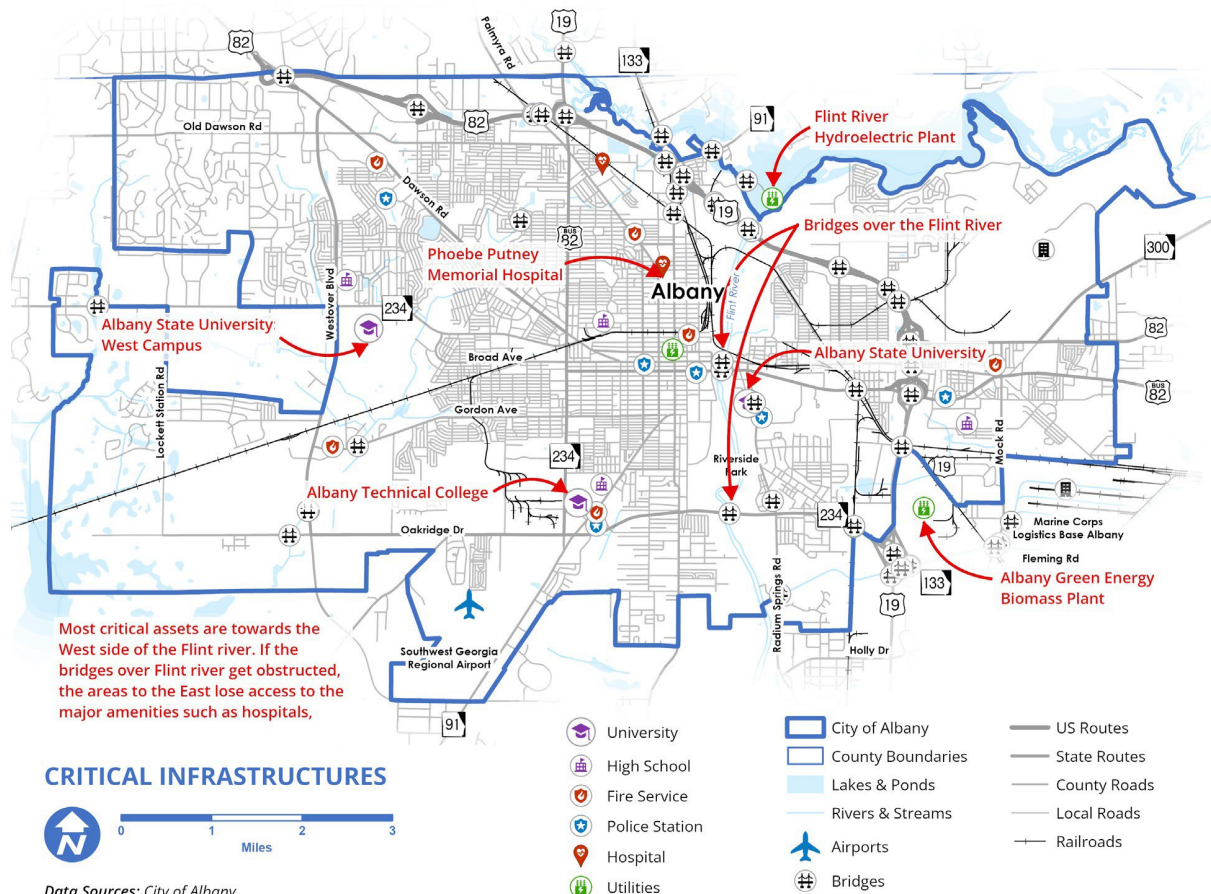 19
82
Palmyra Rd
133
91
Flint River
Hydroelectric Plant
Old Dawson Rd
82
Dawson Rd
19
BUS
82
Bridges over the Flint River
300
Phoebe Putney
Memorial Hospital
Albany
Flint River
Westover Blvd
234
Albany State University
West Campus
82
Broad Ave
Albany State University
BUS
82
Lockett Station Rd
Gordon Ave
Mock Rd
234
Riverside
Park
19
Albany Technical College
Oakridge Dr
234
Marine Corps
Logistics Base Albany
Fleming Rd
133
Albany Green Energy
Biomass Plant
19
Radium Springs Rd
Holly Dr
Southwest Georgia
Regional Airport
91
Most critical assets are towards the
West side of the Flint river. If the
bridges over Flint river get obstructed,
the areas to the East lose access to the
major amenities such as hospitals,
CRITICAL INFRASTRUCTURES
N
0 1 2 3
Miles
Data Sources: City of Albany
University
High School
Fire Service
Police Station
Hospital
Utilities
City of Albany
County Boundaries
Lakes & Ponds
Rivers & Streams
Airports
Bridges
US Routes
State Routes
County Roads
Local Roads
Railroads